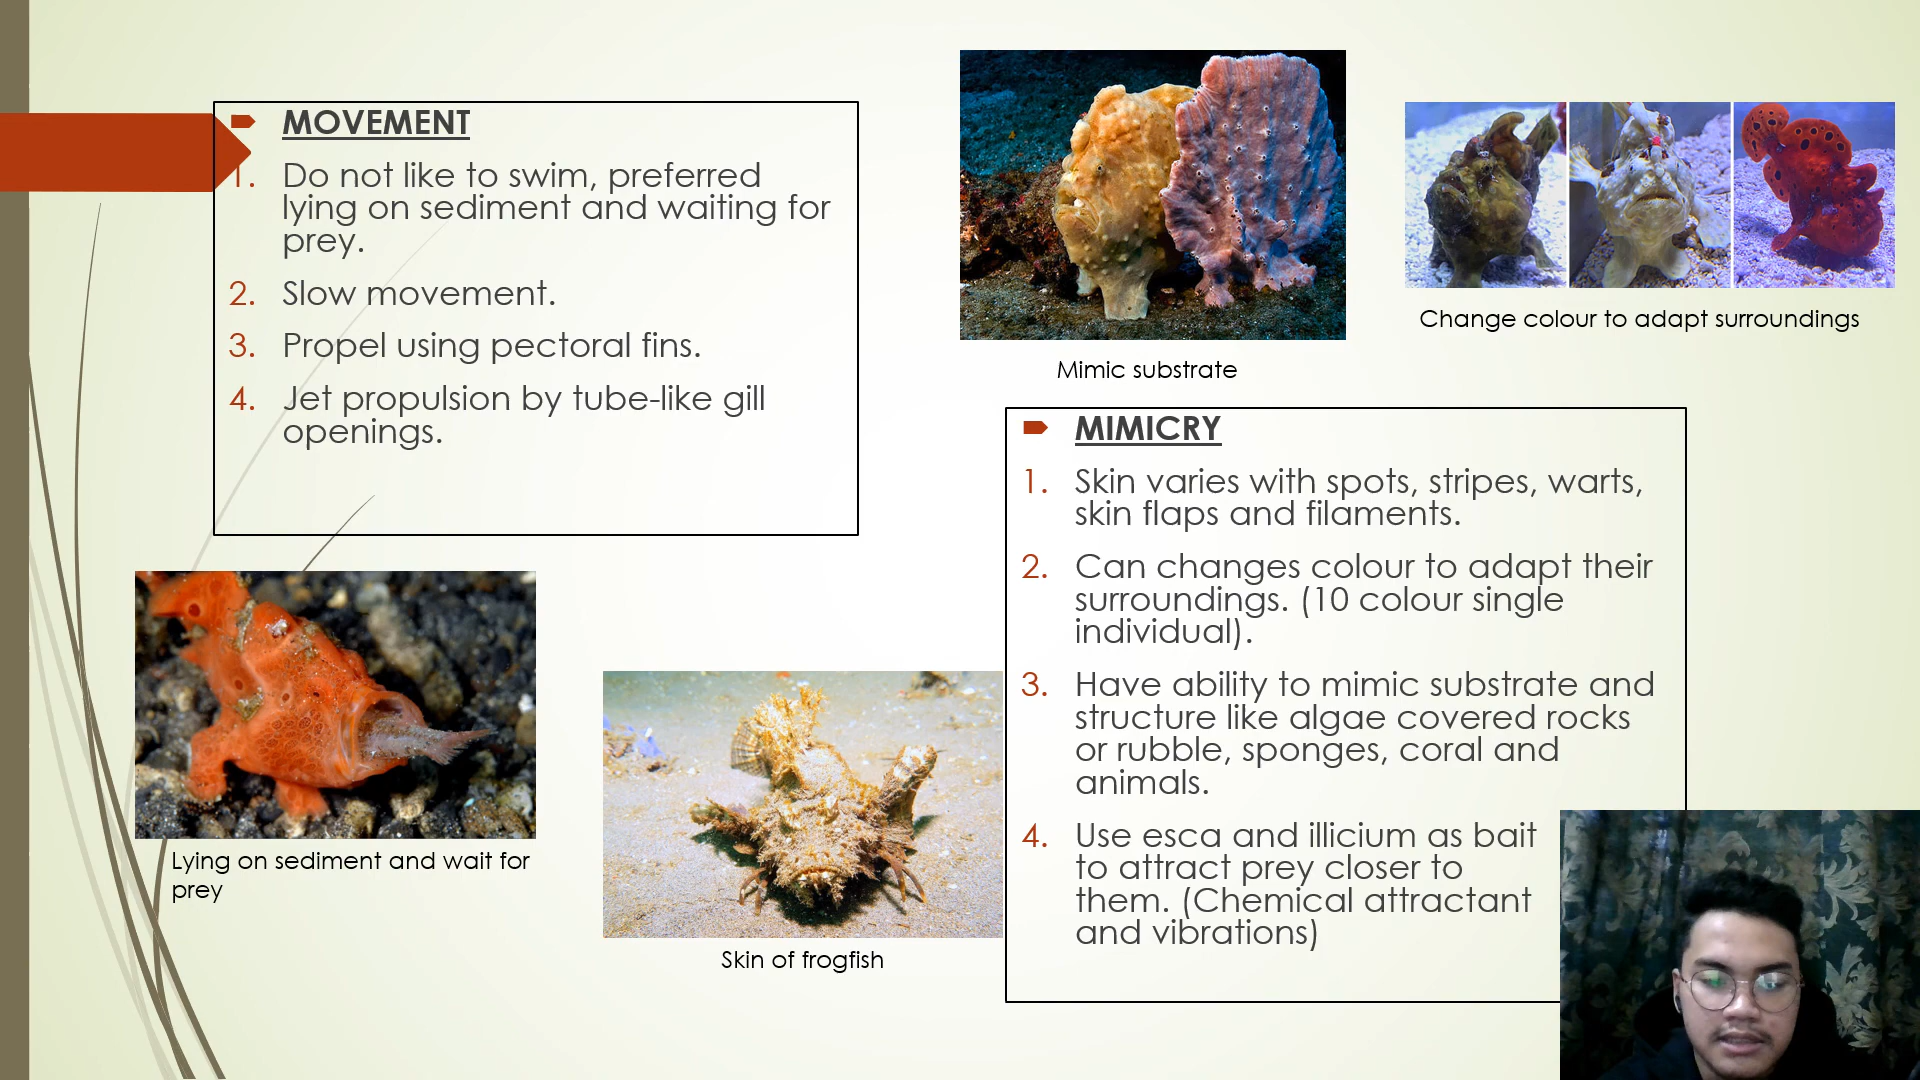 MOVEMENT
1. Do not like to swim, preferred
lying on sediment and waiting for
prey.
2. Slow movement.
3. Propel using pectoral fins.
4. Jet propulsion by tube-like gill
openings.
Mimic substrate
Change colour to adapt surroundings
MIMICRY
1. Skin varies with spots, stripes, warts,
skin flaps and filaments.
2. Can changes colour to adapt their
surroundings. (10 colour single
individual).
3. Have ability to mimic substrate and
structure like algae covered rocks
or rubble, sponges, coral and
animals.
4. Use esca and illicium as bait
to attract prey closer to
them. (Chemical attractant
and vibrations)
Lying on sediment and wait for
prey
Skin of frogfish